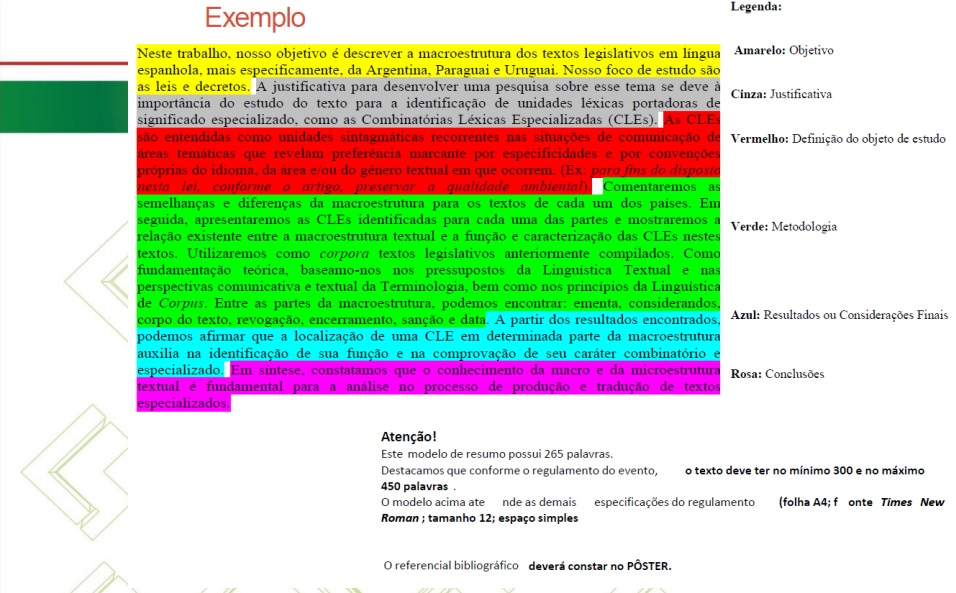 Exemplo
Neste trabalho, nosso objetivo é descrever a macroestrutura dos textos legislativos em língua
espanhola, mais especificamente, da Argentina, Paraguai e Uruguai. Nosso foco de estudo são
as leis e decretos. A justificativa para desenvolver uma pesquisa sobre esse tema se deve à
importância do estudo do texto para a identificação de unidades léxicas portadoras de
significado especializado, como as Combinatórias Léxicas Especializadas (CLEs). As CLEs
são entendidas como unidades sintagmáticas recorrentes nas situações de comunicação de
áreas temáticas que revelam preferência marcante por especificidades e por convenções
próprias do idioma, da área e/ou do género textual em que ocorrem. (Ex: para fins do disposto
nesta lei, conforme o artigo, preservar a qualidade ambiental). Comentaremos as
semelhanças e diferenças da macroestrutura para os textos de cada um dos países. Em
seguida, apresentaremos as CLEs identificadas para cada uma das partes e mostraremos a
relação existente entre a macroestrutura textual e a função e caracterização das CLEs nestes
textos. Utilizaremos como corpora textos legislativos anteriormente compilados. Como
fundamentação teórica, baseamo-nos nos pressupostos da Linguística Textual e nas
perspectivas comunicativa e textual da Terminologia, bem como nos princípios da Linguística
de Corpus. Entre as partes da macroestrutura, podemos encontrar: ementa, considerandos,
corpo do texto, revogação, encerramento, sanção e data. A partir dos resultados encontrados,
podemos afirmar que a localização de uma CLE em determinada parte da macroestrutura
auxilia na identificação de sua função e na comprovação de seu caráter combinatório e
especializado. Em síntese, constatamos que o conhecimento da macro e da microestrutura
textual é fundamental para a análise no processo de produção e tradução de textos
especializados.
Legenda:
Amarelo: Objetivo
Cinza: Justificativa
Vermelho: Definição do objeto de estudo
Verde: Metodologia
Azul: Resultados ou Considerações Finais
Rosa: Conclusões
Atenção!
Este modelo de resumo possui 265 palavras.
Destacamos que conforme o regulamento do evento, o texto deve ter no mínimo 300 e no máximo
450 palavras .
O modelo acima ate nde as demais especificações do regulamento (folha A4; f onte Times New
Roman ; tamanho 12; espaço simples
O referencial bibliográfico deverá constar no PÔSTER.